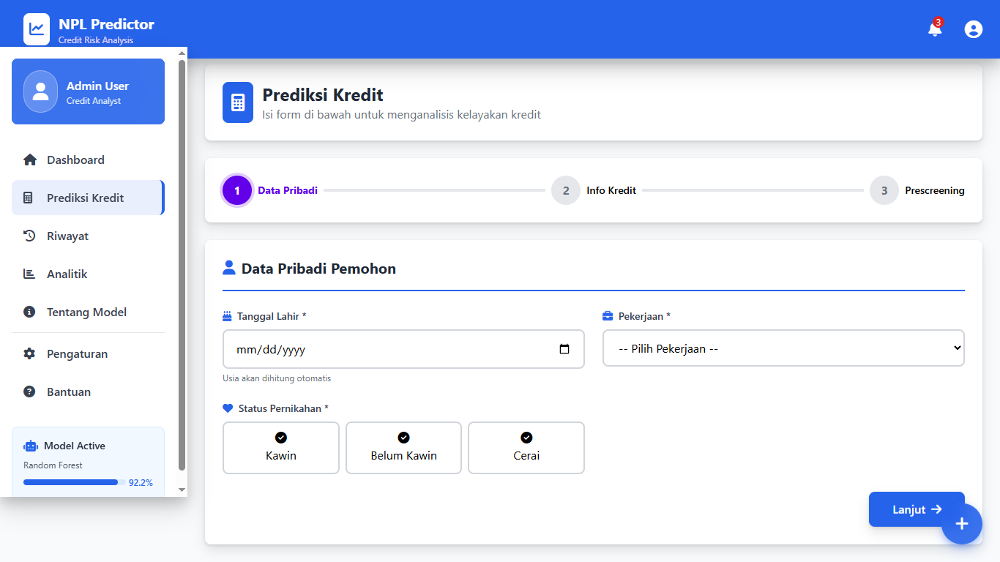 NPL Predictor
Credit Risk Analysis
3
Admin User
Credit Analyst
Dashboard
Prediksi Kredit
Riwayat
Analitik
Tentang Model
Pengaturan
Bantuan
Model Active
Random Forest
92.2%
Prediksi Kredit
Isi form di bawah untuk menganalisis kelayakan kredit
1 Data Pribadi
2 Info Kredit
3 Prescreening
Data Pribadi Pemohon
Tanggal Lahir *
mm/dd/yyyy
Usia akan dihitung otomatis
Pekerjaan *
-- Pilih Pekerjaan --
Status Pernikahan *
Kawin
Belum Kawin
Cerai
Lanjut